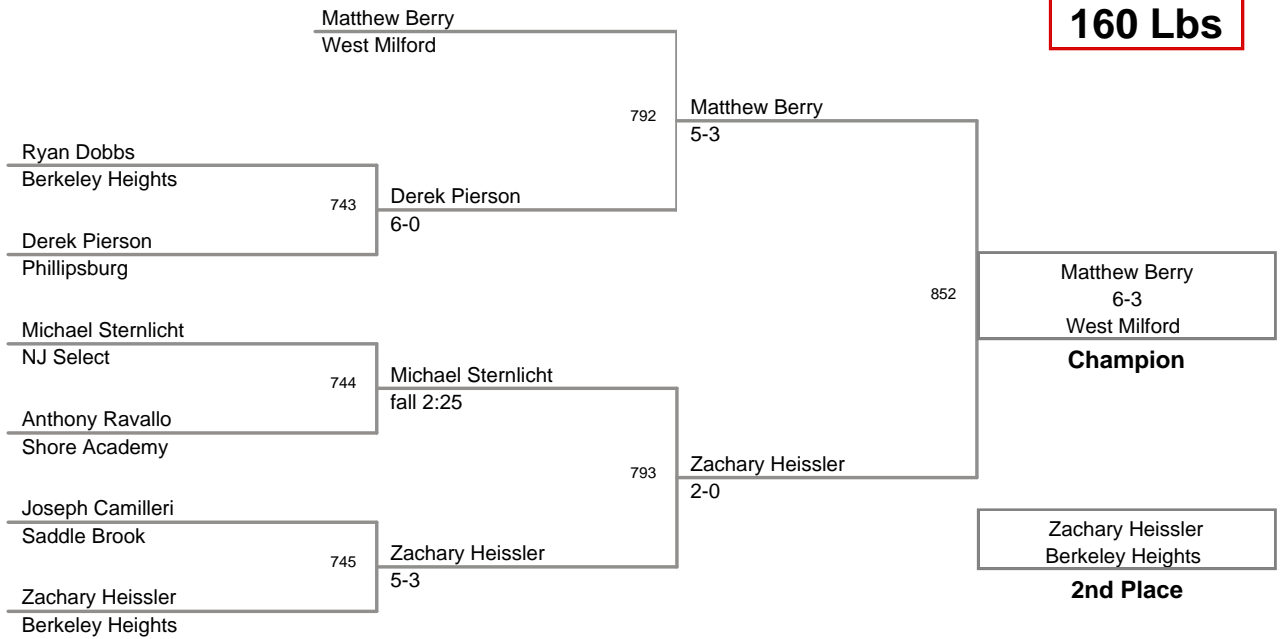 160 Lbs
Matthew Berry
West Milford
792
Matthew Berry
5-3
Ryan Dobbs
Berkeley Heights
743
Derek Pierson
6-0
Derek Pierson
Phillipsburg
852
Matthew Berry
6-3
West Milford
Champion
Michael Sternlicht
NJ Select
744
Michael Sternlicht
fall 2:25
Anthony Ravallo
Shore Academy
793
Zachary Heissler
2-0
Joseph Camilleri
Saddle Brook
745
Zachary Heissler
5-3
Zachary Heissler
Berkeley Heights
Zachary Heissler
Berkeley Heights
2nd Place